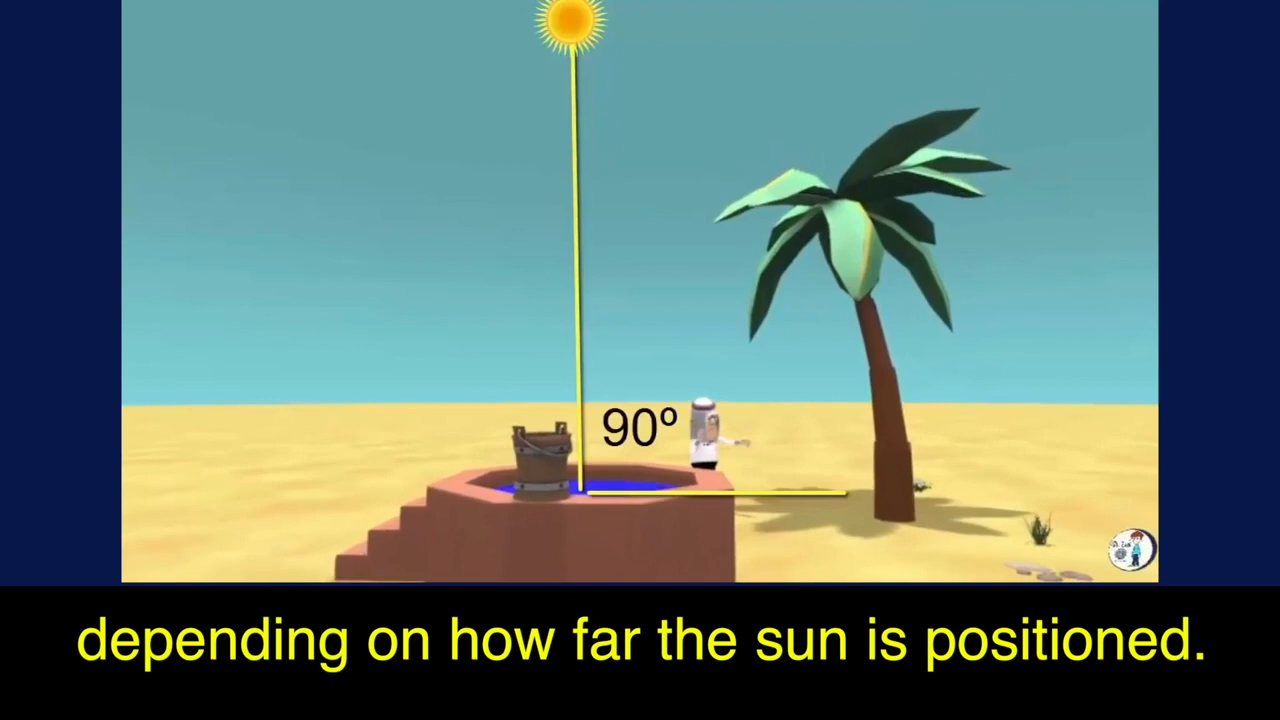 90º
depending on how far the sun is positioned.